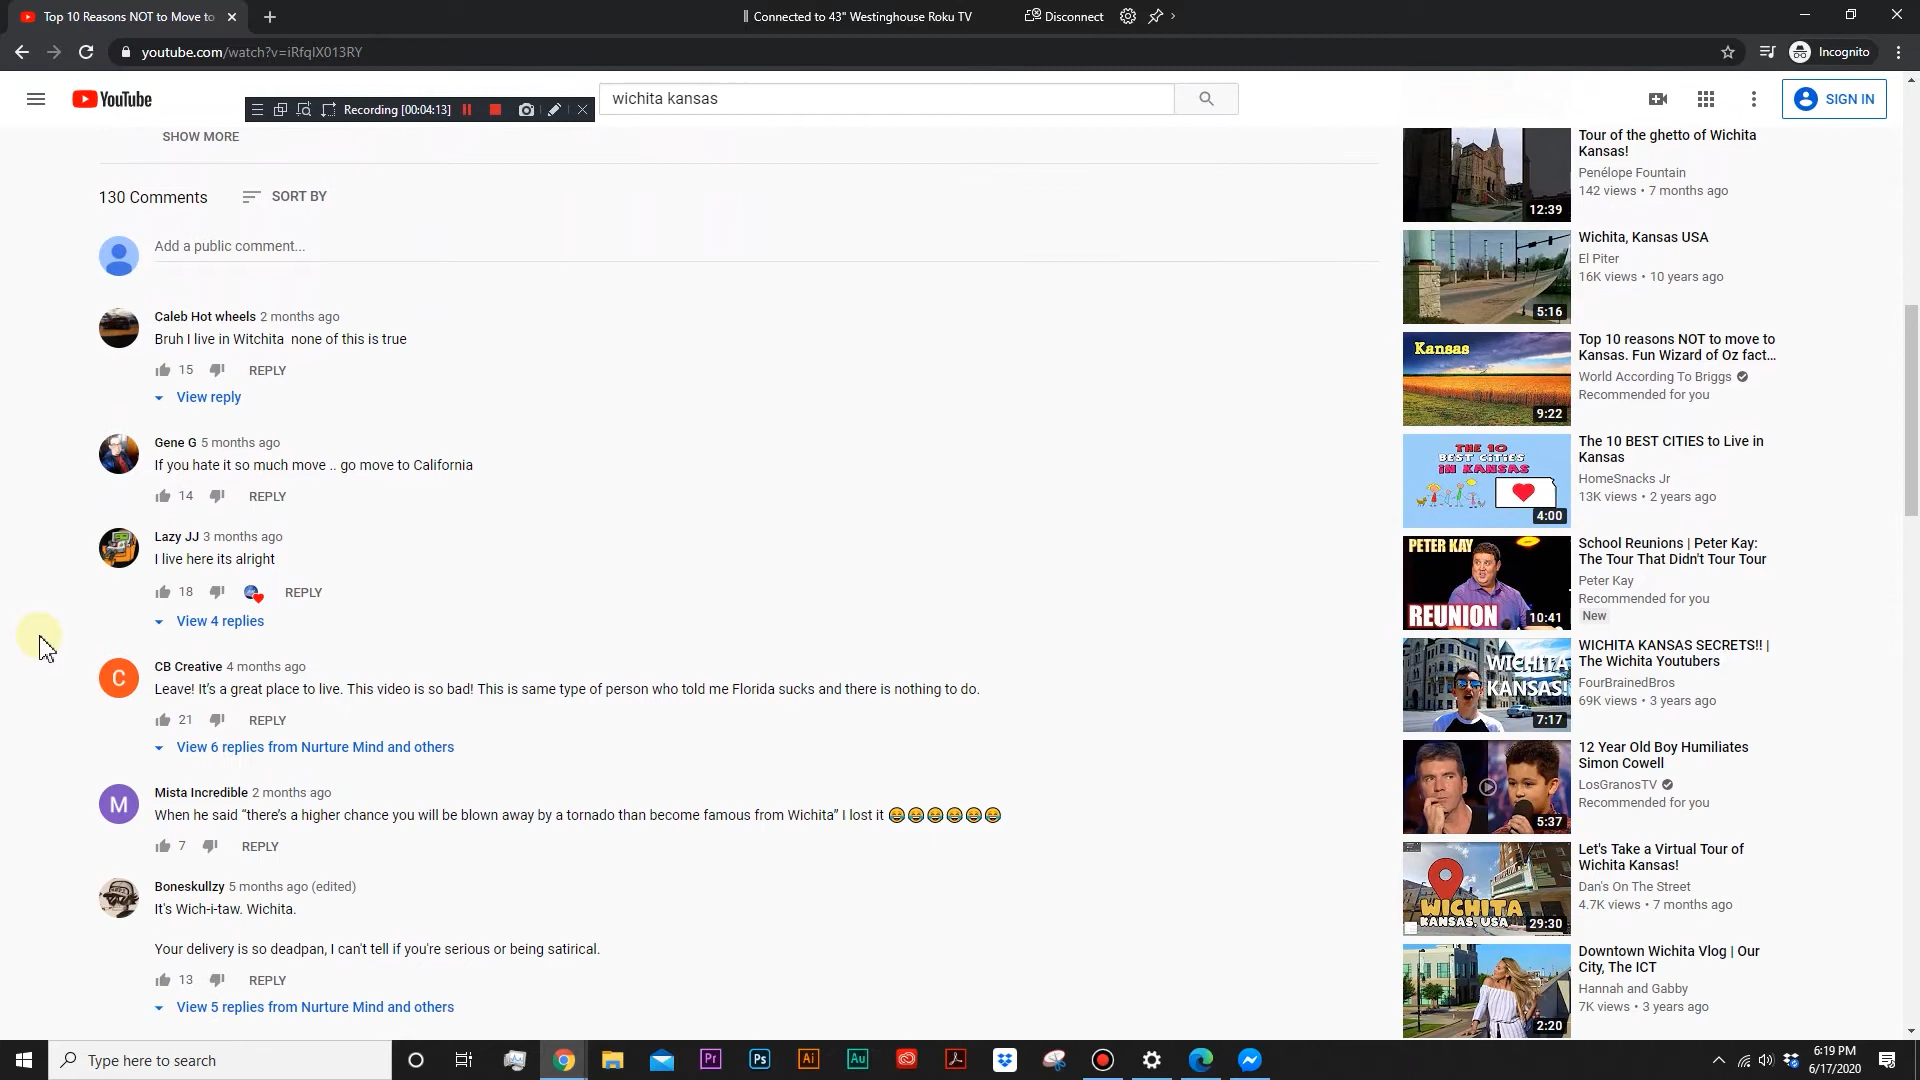 Top 10 Reasons NOT to Move to
Connected to 43" Westinghouse Roku TV
Disconnect
youtube.com/watch?v=iRfqIX013RY
Incognito
YouTube
Recording [00:04:13]
wichita kansas
SIGN IN
SHOW MORE
130 Comments
SORT BY
Add a public comment...
Caleb Hot wheels 2 months ago
Bruh I live in Witchita none of this is true
15
REPLY
View reply
Gene G 5 months ago
If you hate it so much move .. go move to California
14
REPLY
Lazy JJ 3 months ago
I live here its alright
18
REPLY
View 4 replies
C
CB Creative 4 months ago
Leave! It's a great place to live. This video is so bad! This is same type of person who told me Florida sucks and there is nothing to do.
21
REPLY
View 6 replies from Nurture Mind and others
M
Mista Incredible 2 months ago
When he said “there's a higher chance you will be blown away by a tornado than become famous from Wichita” I lost it 😂😂😂😂😂😂
7
REPLY
Boneskullzy 5 months ago (edited)
It's Wich-i-taw. Wichita.
Your delivery is so deadpan, I can't tell if you're serious or being satirical.
13
REPLY
View 5 replies from Nurture Mind and others
12:39
Tour of the ghetto of Wichita
Kansas!
Penélope Fountain
142 views • 7 months ago
5:16
Wichita, Kansas USA
El Piter
16K views • 10 years ago
Kansas
9:22
Top 10 reasons NOT to move to
Kansas. Fun Wizard of Oz fact...
World According To Briggs
Recommended for you
THE 10
BEST CITIES
IN KANSAS
4:00
The 10 BEST CITIES to Live in
Kansas
HomeSnacks Jr
13K views • 2 years ago
PETER KAY
REUNION
10:41
School Reunions | Peter Kay:
The Tour That Didn't Tour Tour
Peter Kay
Recommended for you
New
WICHITA
KANSAS!
7:17
WICHITA KANSAS SECRETS!! |
The Wichita Youtubers
FourBrainedBros
69K views • 3 years ago
5:37
12 Year Old Boy Humiliates
Simon Cowell
LosGranosTV
Recommended for you
WICHITA
KANSAS, USA
29:30
Let's Take a Virtual Tour of
Wichita Kansas!
Dan's On The Street
4.7K views • 7 months ago
2:20
Downtown Wichita Vlog | Our
City, The ICT
Hannah and Gabby
7K views • 3 years ago
Type here to search
Pr
Ps
Ai
Au
6:19 PM
6/17/2020